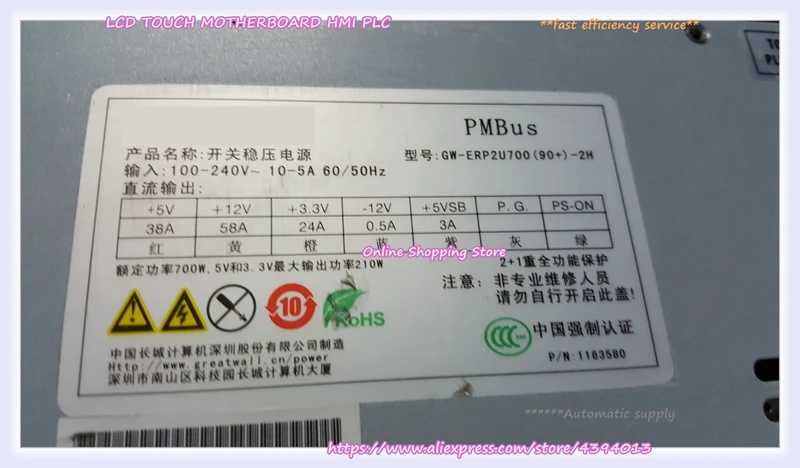 LCD TOUCH MOTHERBOARD HMI PLC
**fast efficiency service**
PMBus
产品名称:开关稳压电源
型号:GW-ERP2U700(90+)-2H
输入:100-240V~ 10-5A 60/50Hz
直流输出:
+5V +12V +3.3V -12V +5VSB P.G. PS-ON
38A 58A 24A 0.5A 3A
红 黄 橙 蓝 紫 灰 绿
Online Shopping Store
额定功率700W,5V和3.3V最大输出功率210W
2+1重全功能保护
注意: 非专业维修人员
请勿自行开启此盖!
10
RoHS
CCC
中国强制认证
中国长城计算机深圳股份有限公司制造
Http://www.greatwall.cn/power
深圳市南山区科技园长城计算机大厦
P/N:1163580
Online Shopping Store
******Automatic supply
https://www.aliexpress.com/store/4394013